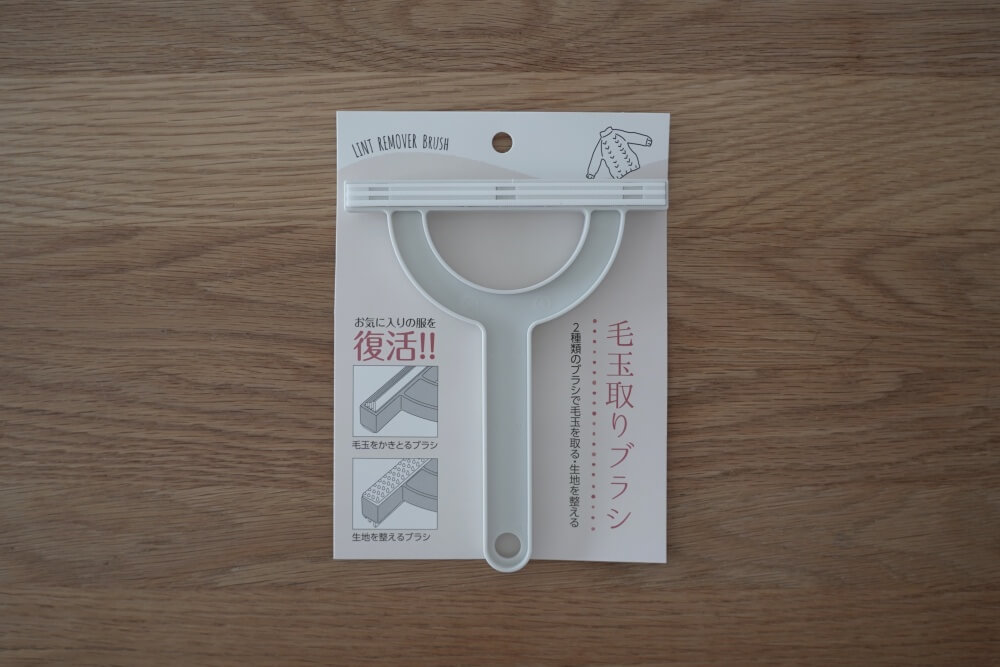 LINT REMOVER BRUSH
毛玉取りブラシ
2種類のブラシで毛玉を取る・生地を整える
お気に入りの服を
復活!!
毛玉をかきとるブラシ
生地を整えるブラシ